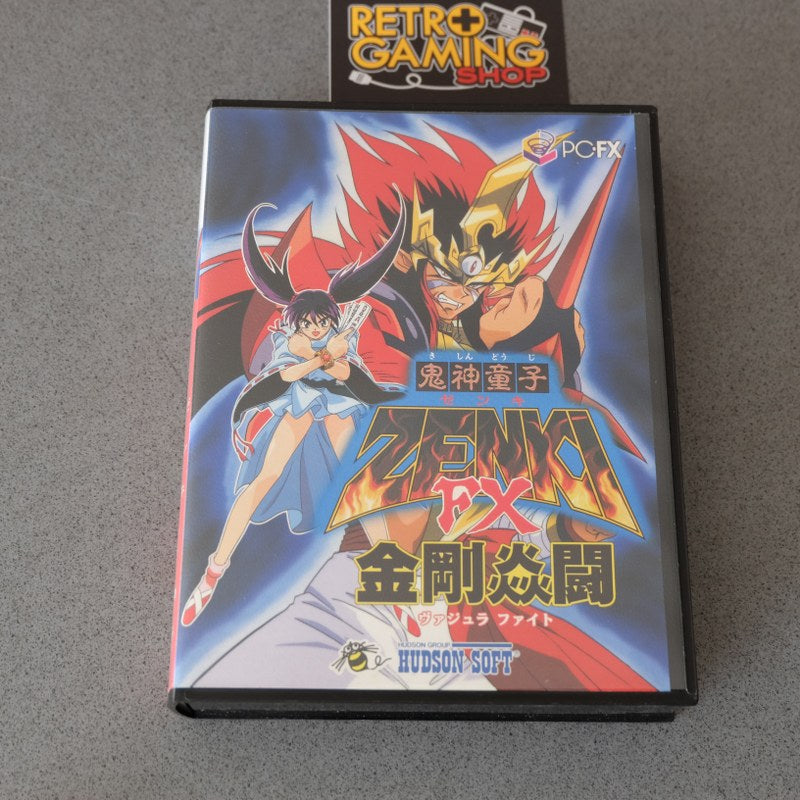 RETRO
GAMING
SHOP
PC-FX
き しん どう じ
鬼神童子
ゼンキ
ZENKI
FX
金剛焱闘
ヴァジュラ ファイト
HUDSON GROUP
HUDSON SOFT®